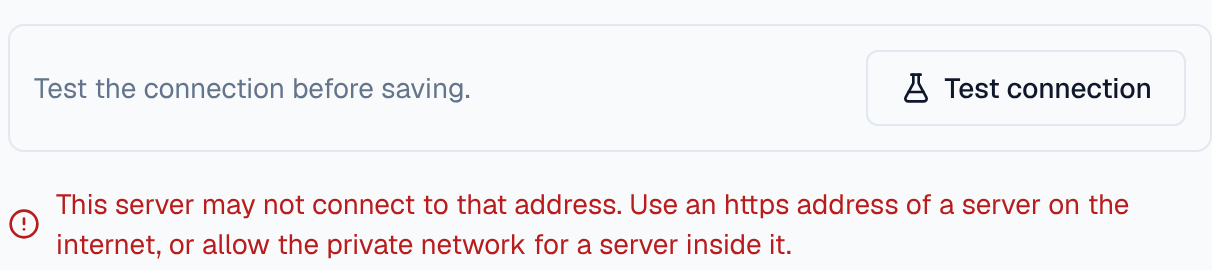 Test the connection before saving.
Test connection
This server may not connect to that address. Use an https address of a server on the
internet, or allow the private network for a server inside it.